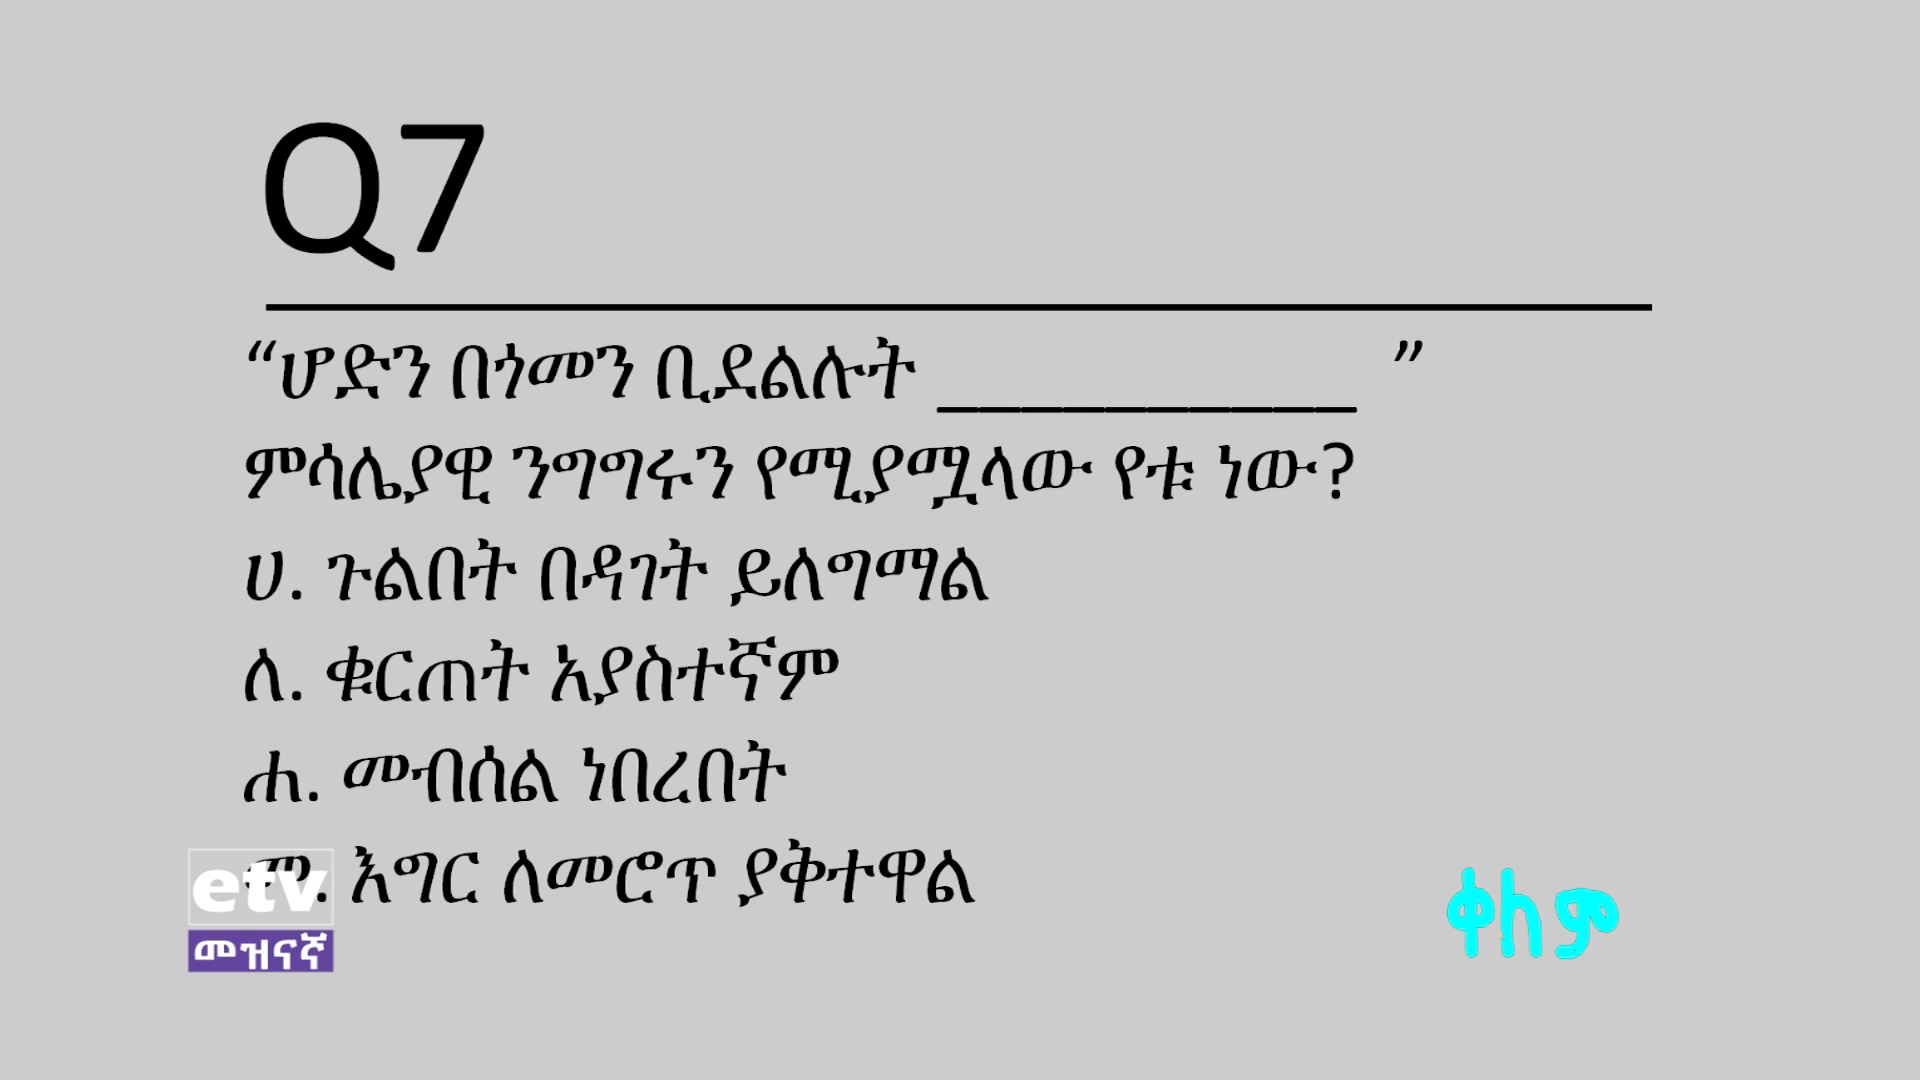 Q7
“ሆድን በጎመን ቢደልሉት __________ ”
ምሳሌያዊ ንግግሩን የሚያሟላው የቱ ነው?
ሀ. ጉልበት በዳገት ይለግማል
ለ. ቁርጠት አያስተኛም
ሐ. መብሰል ነበረበት
መ. እግር ለመሮጥ ያቅተዋል
etv
መዝናኛ
ቀለም